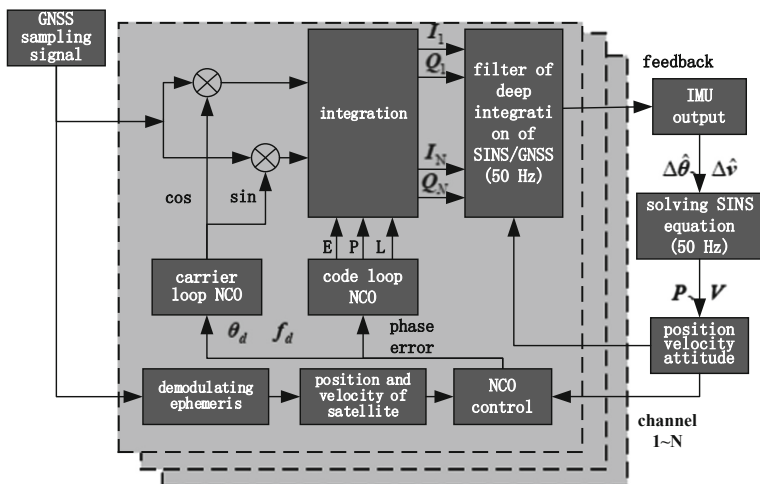 GNSS
sampling
signal
I1
Q1
filter of
deep
integrati
on of
SINS/GNSS
(50 Hz)
feedback
IMU
output
integration
IN
QN
Δθ̂、Δv̂
cos
sin
solving SINS
equation
(50 Hz)
E P L
carrier
loop NCO
code loop
NCO
P、V
θd fd
phase
error
position
velocity
attitude
demodulating
ephemeris
position and
velocity of
satellite
NCO
control
channel
1~N